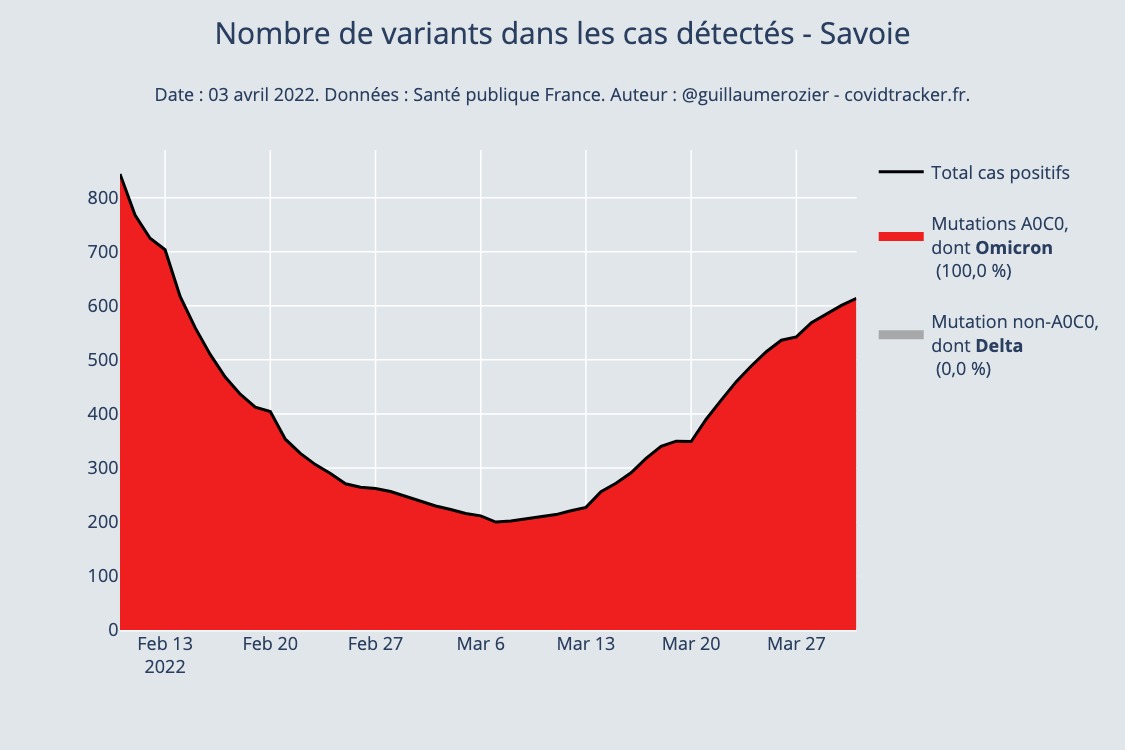 Nombre de variants dans les cas détectés - Savoie
Date : 03 avril 2022. Données : Santé publique France. Auteur : @guillaumerozier - covidtracker.fr.
Total cas positifs
Mutations A0C0,
dont Omicron
(100,0 %)
Mutation non-A0C0,
dont Delta
(0,0 %)
800
700
600
500
400
300
200
100
0
Feb 13 Feb 20 Feb 27 Mar 6 Mar 13 Mar 20 Mar 27
2022